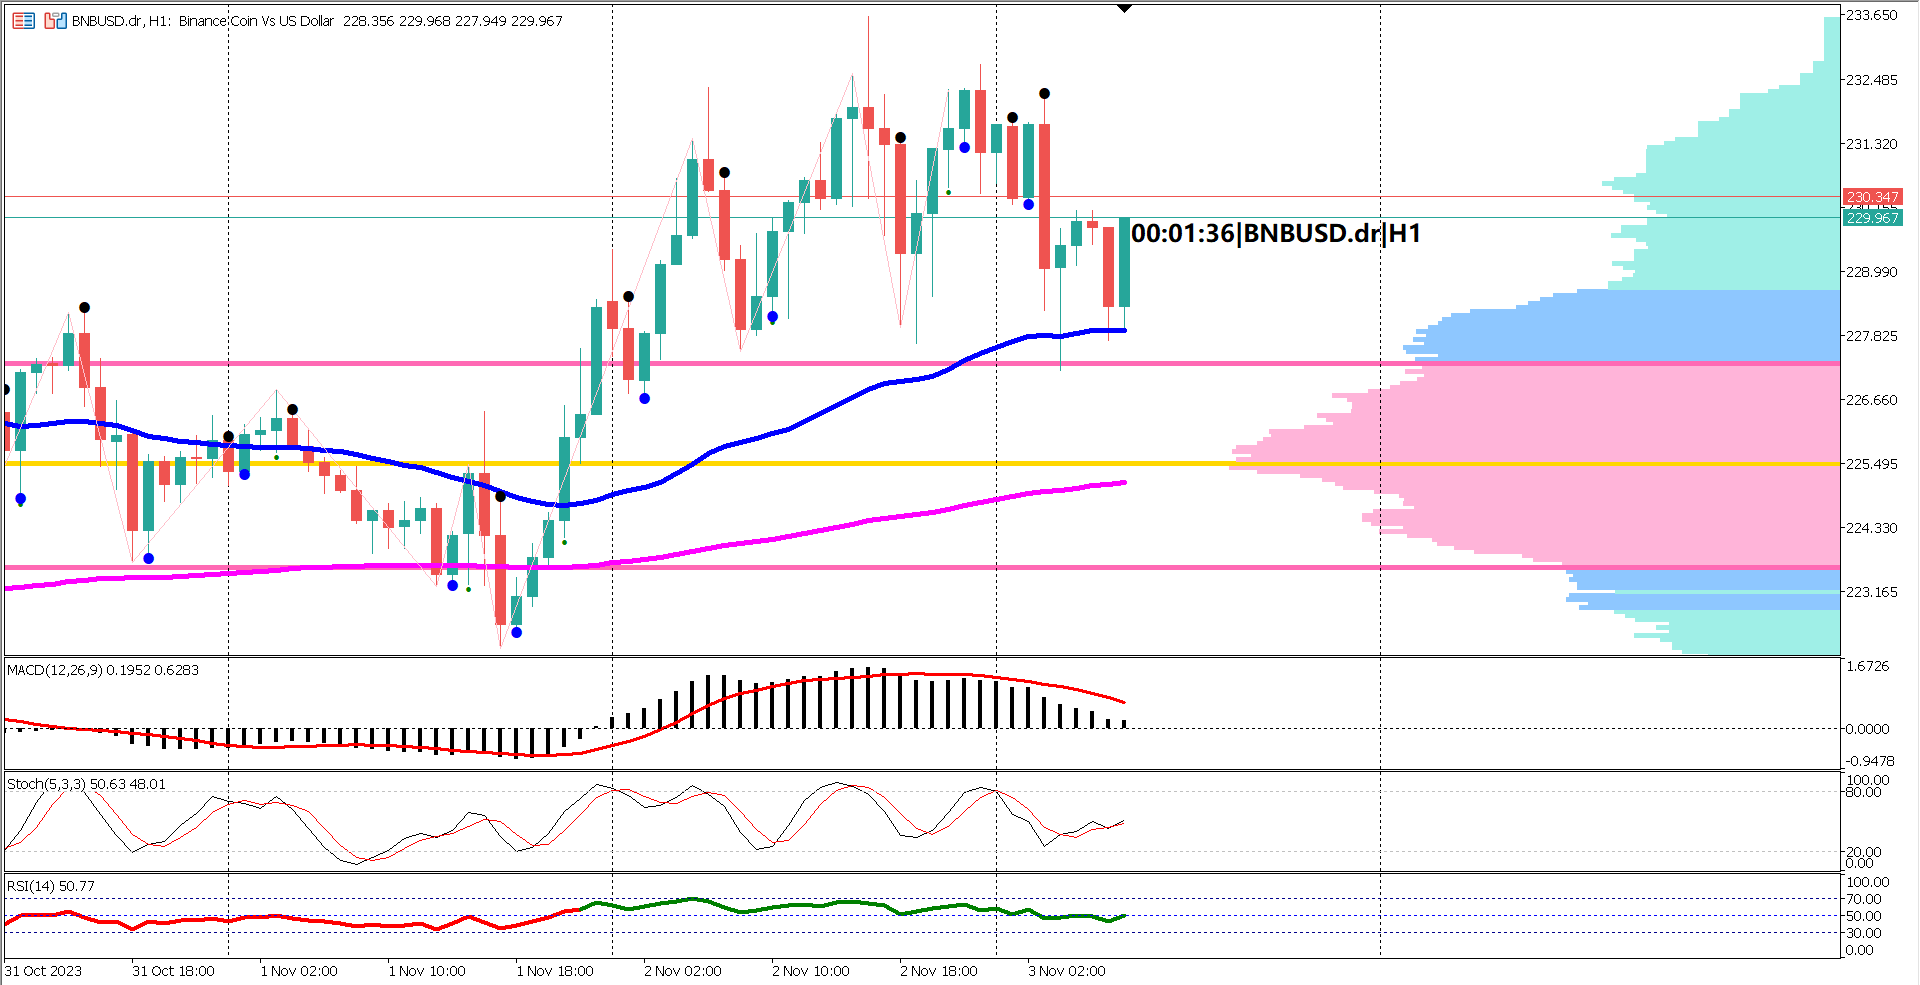 BNBUSD.dr, H1: Binance Coin Vs US Dollar 228.356 229.968 227.949 229.967
233.650
232.485
231.320
230.347
230.155
229.967
00:01:36|BNBUSD.dr|H1
228.990
227.825
226.660
225.495
224.330
223.165
MACD(12,26,9) 0.1952 0.6283
1.6726
0.0000
-0.9478
Stoch(5,3,3) 50.63 48.01
100.00
80.00
20.00
0.00
RSI(14) 50.77
100.00
70.00
50.00
30.00
0.00
31 Oct 2023
31 Oct 18:00
1 Nov 02:00
1 Nov 10:00
1 Nov 18:00
2 Nov 02:00
2 Nov 10:00
2 Nov 18:00
3 Nov 02:00